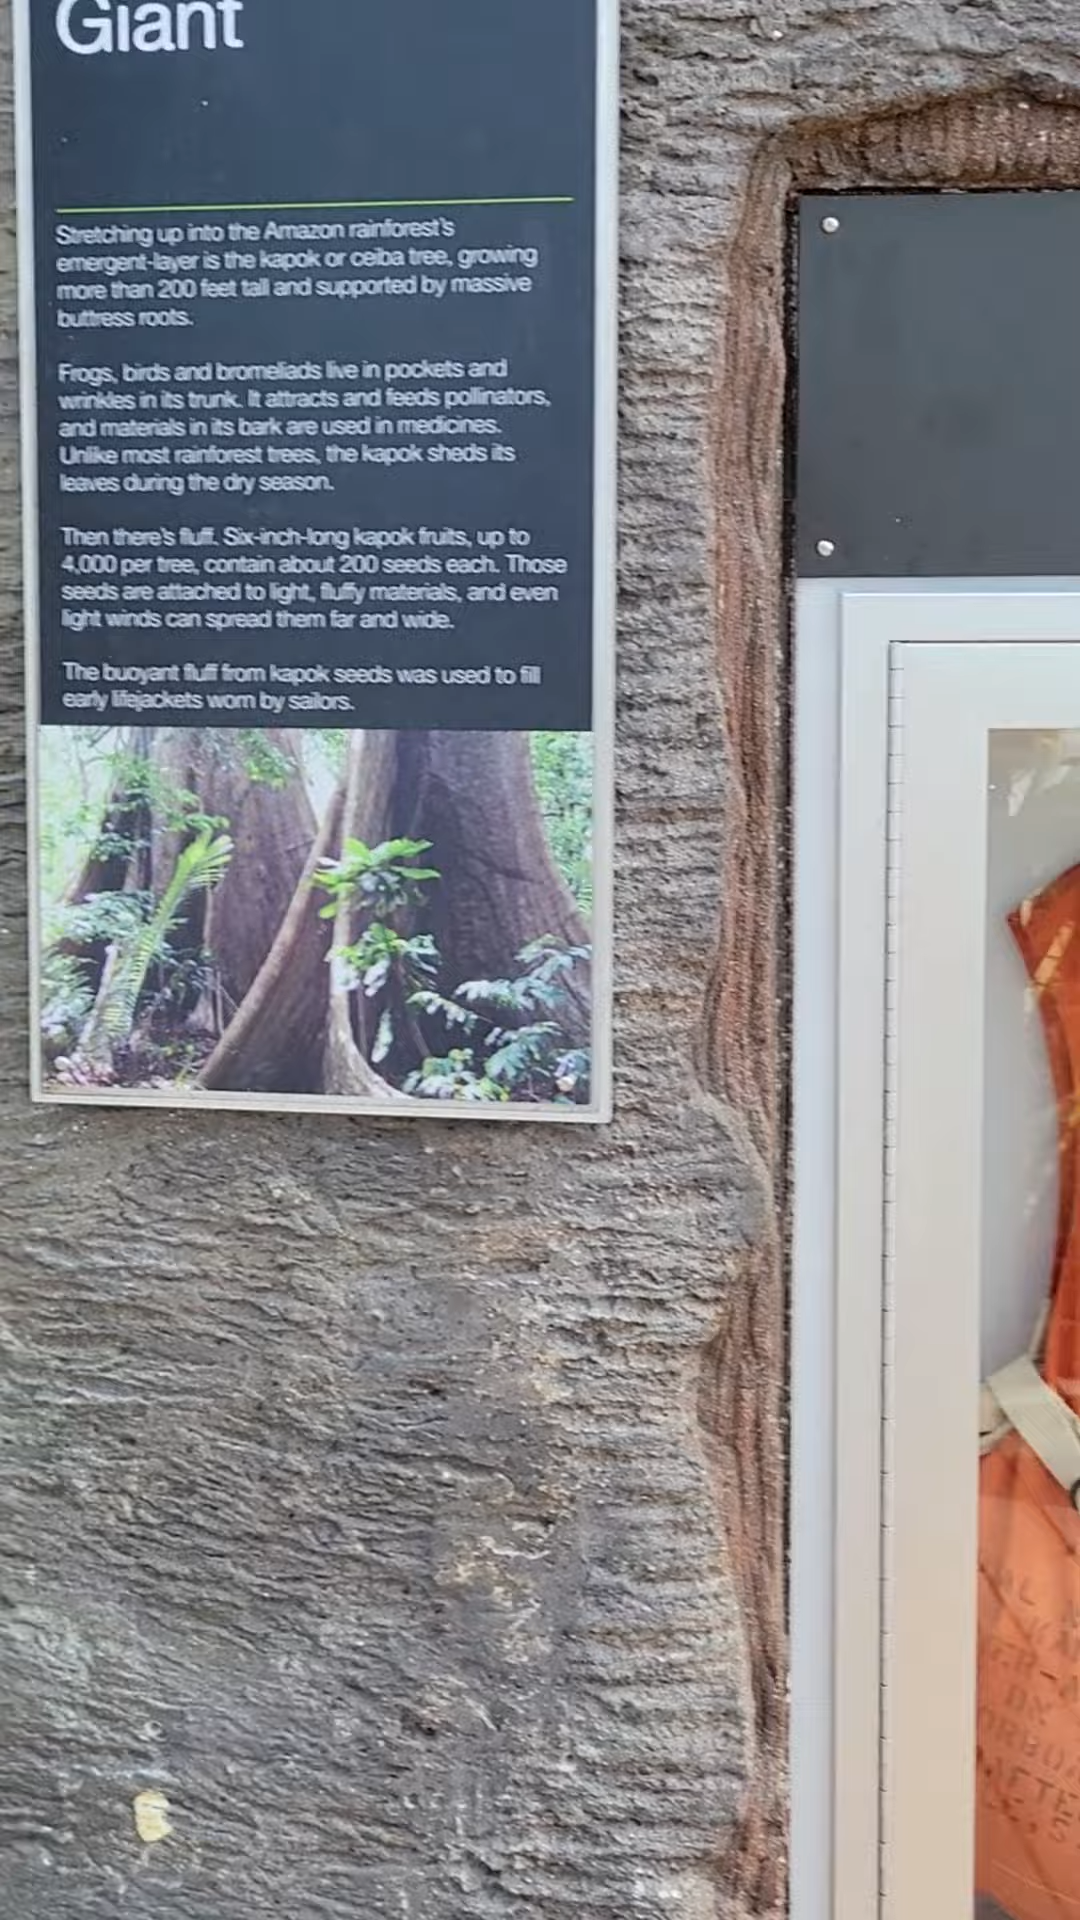 Giant
Stretching up into the Amazon rainforest's
emergent-layer is the kapok or ceiba tree, growing
more than 200 feet tall and supported by massive
buttress roots.
Frogs, birds and bromeliads live in pockets and
wrinkles in its trunk. It attracts and feeds pollinators,
and materials in its bark are used in medicines.
Unlike most rainforest trees, the kapok sheds its
leaves during the dry season.
Then there's fluff. Six-inch-long kapok fruits, up to
4,000 per tree, contain about 200 seeds each. Those
seeds are attached to light, fluffy materials, and even
light winds can spread them far and wide.
The buoyant fluff from kapok seeds was used to fill
early lifejackets worn by sailors.